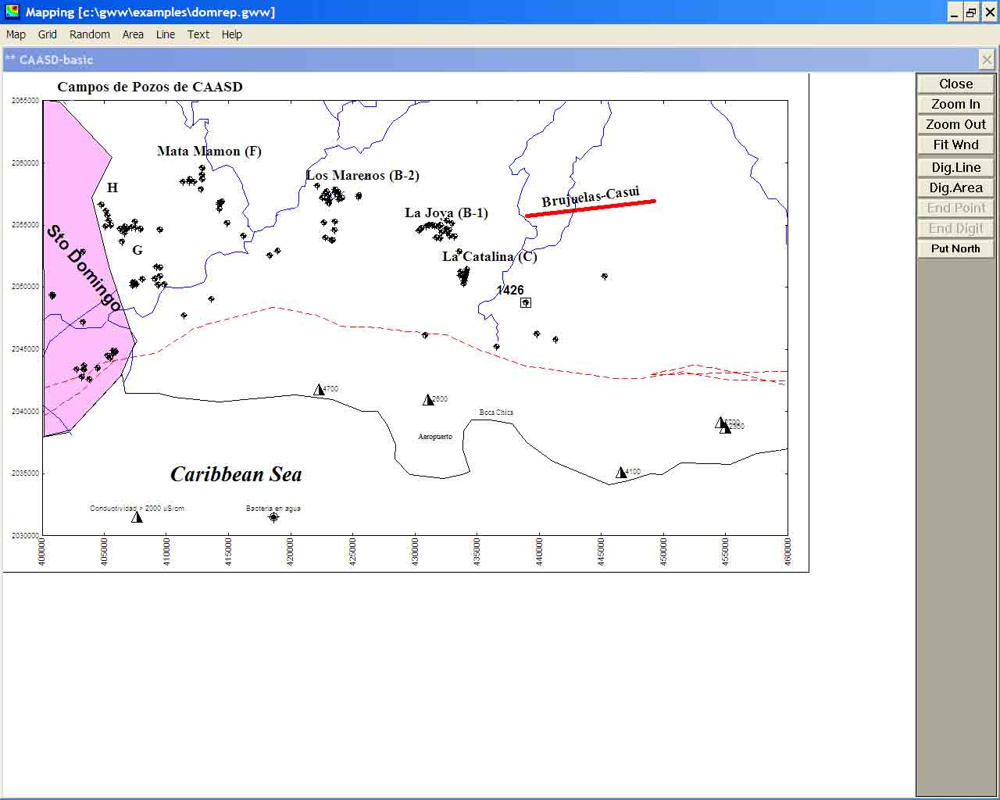 Mapping [c:\gww\examples\domrep.gww]
Map Grid Random Area Line Text Help
** CAASD-basic
Close
Zoom In
Zoom Out
Fit Wnd
Dig.Line
Dig.Area
End Point
End Digit
Put North
Campos de Pozos de CAASD
2065000
2060000
2055000
2050000
2045000
2040000
2035000
2030000
Mata Mamon (F)
Los Marenos (B-2)
H
Brujuelas-Casui
La Joya (B-1)
Sto Domingo
G
La Catalina (C)
1426
4700
2600
Boca Chica
Aeropuerto
2300
4100
Caribbean Sea
Conductividad > 2000 uS/cm
Bacteria en agua
400000
405000
410000
415000
420000
425000
430000
435000
440000
445000
450000
455000
460000